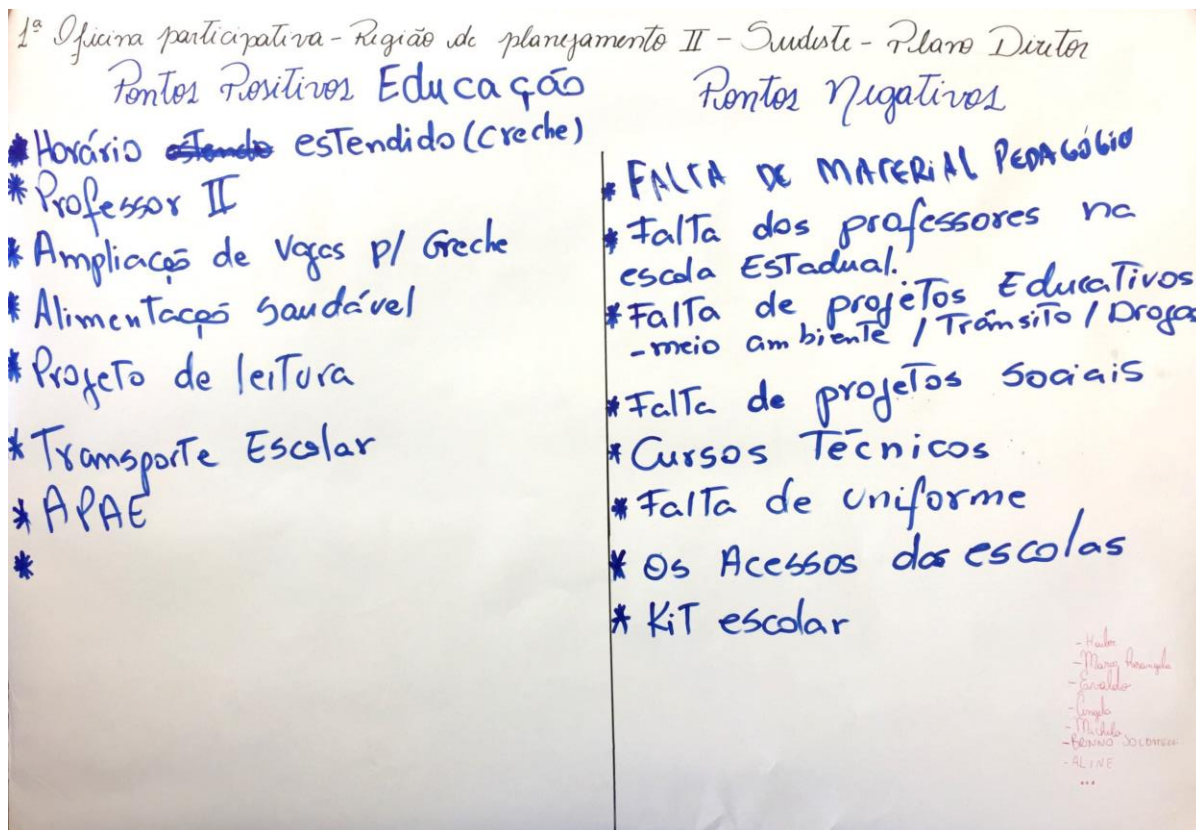 1ª Oficina participativa - Região de planejamento II - Sudeste - Plano Diretor
Pontos Positivos Educação
* Horário estendido (creche)
* Professor II
* Ampliação de vagas p/ Creche
* Alimentação saudável
* Projeto de leitura
* Transporte Escolar
* APAE
*
Pontos Negativos
* FALTA DE MATERIAL PEDAGÓGIO
* Falta dos professores na
escola Estadual.
* Falta de projetos Educativos
- meio ambiente / Trânsito / Drogas
* Falta de projetos sociais
* Cursos Técnicos
* Falta de uniforme
* Os Acessos das escolas
* Kit escolar
- Maria Rosangela
- Angela
- Michele
- BRUNNO
- ALINE
...